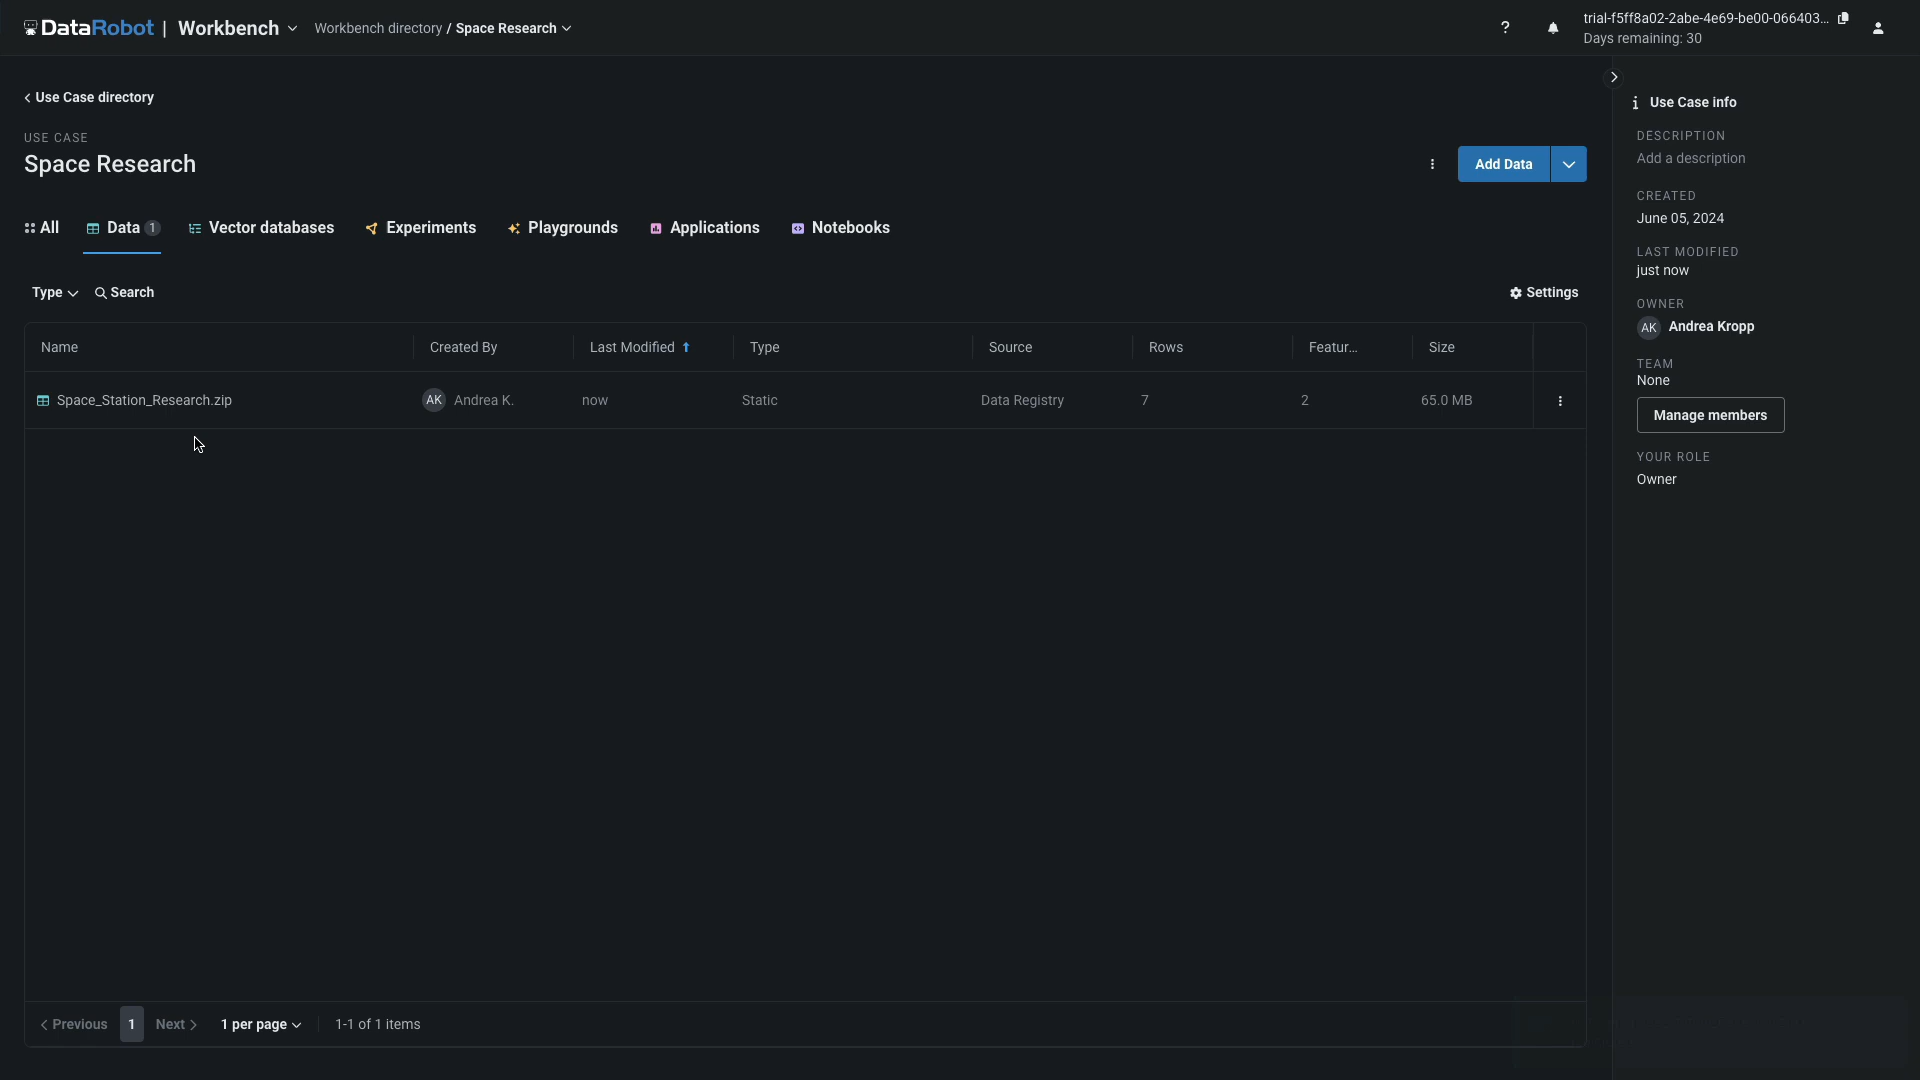 DataRobot | Workbench Workbench directory / Space Research ? trial-f5ff8a02-2abe-4e69-be00-066403...
Days remaining: 30
Use Case directory
USE CASE
Space Research
Add Data
All Data 1 Vector databases Experiments Playgrounds Applications Notebooks
Type Search Settings
Name Created By Last Modified Type Source Rows Featur... Size
Space_Station_Research.zip AK Andrea K. now Static Data Registry 7 2 65.0 MB
Previous 1 Next 1 per page 1-1 of 1 items
Use Case info
DESCRIPTION
Add a description
CREATED
June 05, 2024
LAST MODIFIED
just now
OWNER
AK Andrea Kropp
TEAM
None
Manage members
YOUR ROLE
Owner